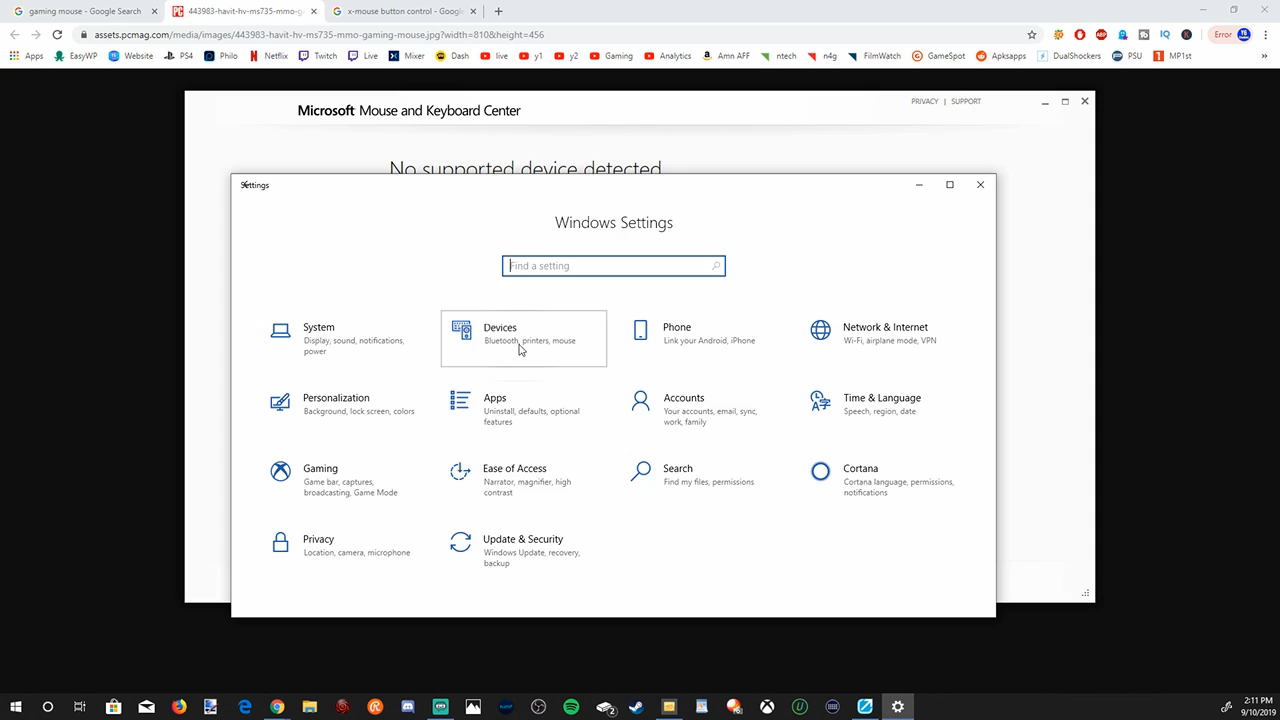 gaming mouse - Google Search
443983-havit-hv-ms735-mmo-g
x-mouse button control - Google
assets.pcmag.com/media/images/443983-havit-hv-ms735-mmo-gaming-mouse.jpg?width=810&height=456
Error
Apps
EasyWP
Website
PS4
Philo
Netflix
Twitch
Live
Mixer
Dash
live
y1
y2
Gaming
Analytics
Amn AFF
ntech
n4g
FilmWatch
GameSpot
Apksapps
DualShockers
PSU
MP1st
Microsoft Mouse and Keyboard Center
PRIVACY | SUPPORT
No supported device detected
Settings
Windows Settings
Find a setting
System
Display, sound, notifications,
power
Devices
Bluetooth, printers, mouse
Phone
Link your Android, iPhone
Network & Internet
Wi-Fi, airplane mode, VPN
Personalization
Background, lock screen, colors
Apps
Uninstall, defaults, optional
features
Accounts
Your accounts, email, sync,
work, family
Time & Language
Speech, region, date
Gaming
Game bar, captures,
broadcasting, Game Mode
Ease of Access
Narrator, magnifier, high
contrast
Search
Find my files, permissions
Cortana
Cortana language, permissions,
notifications
Privacy
Location, camera, microphone
Update & Security
Windows Update, recovery,
backup
2:11 PM
9/10/2019